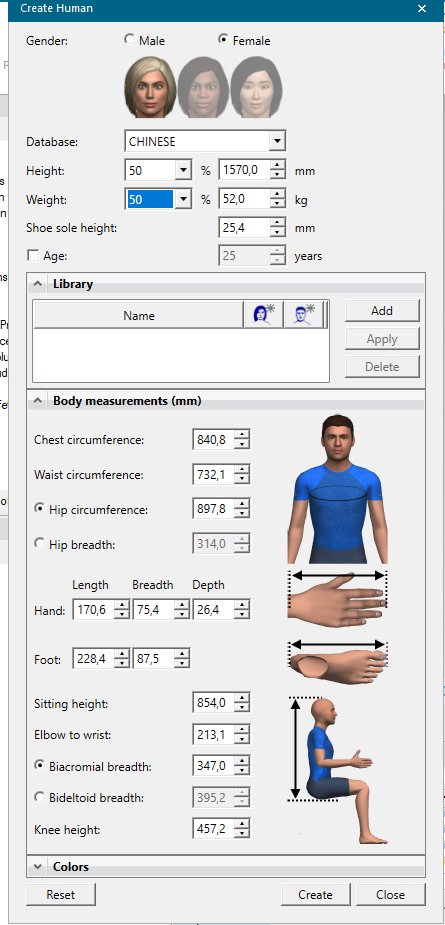 Create Human
Gender: Male Female
Database: CHINESE
Height: 50 % 1570,0 mm
Weight: 50 % 52,0 kg
Shoe sole height: 25,4 mm
Age: 25 years
Library
Name
Add
Apply
Delete
Body measurements (mm)
Chest circumference: 840,8
Waist circumference: 732,1
Hip circumference: 897,8
Hip breadth: 314,0
Length Breadth Depth
Hand: 170,6 75,4 26,4
Foot: 228,4 87,5
Sitting height: 854,0
Elbow to wrist: 213,1
Biacromial breadth: 347,0
Bideltoid breadth: 395,2
Knee height: 457,2
Colors
Reset Create Close